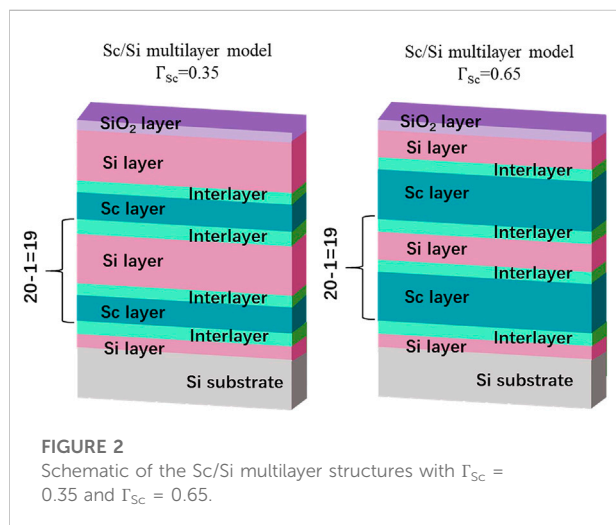 Sc/Si multilayer model
ΓSc=0.35
SiO₂ layer
Si layer
Interlayer
Sc layer
Interlayer
Si layer
Interlayer
Sc layer
Interlayer
Si layer
Si substrate
20-1=19
Sc/Si multilayer model
ΓSc=0.65
SiO₂ layer
Si layer
Interlayer
Sc layer
Interlayer
Si layer
Interlayer
Sc layer
Interlayer
Si layer
Si substrate
20-1=19
FIGURE 2
Schematic of the Sc/Si multilayer structures with ΓSc =
0.35 and ΓSc = 0.65.